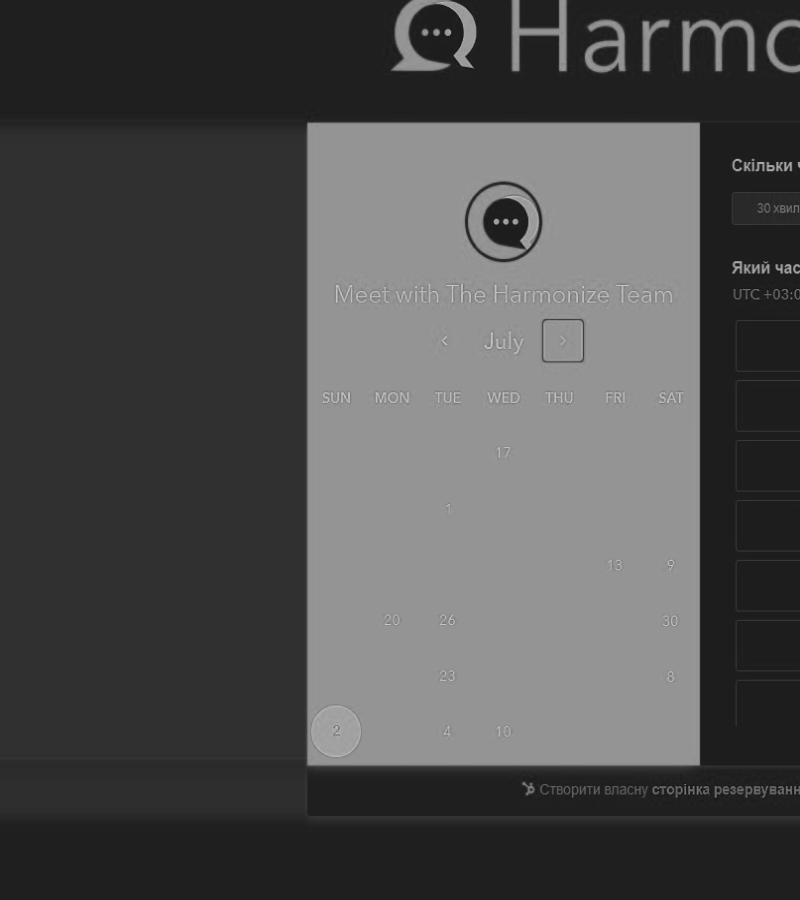 Harmo
Meet with The Harmonize Team
July
SUN MON TUE WED THU FRI SAT
17
1
13 9
20 26 30
23 8
2 4 10
Скільки ч
30 хвил
Який час
UTC +03:0
Створити власну сторінка резервуванн